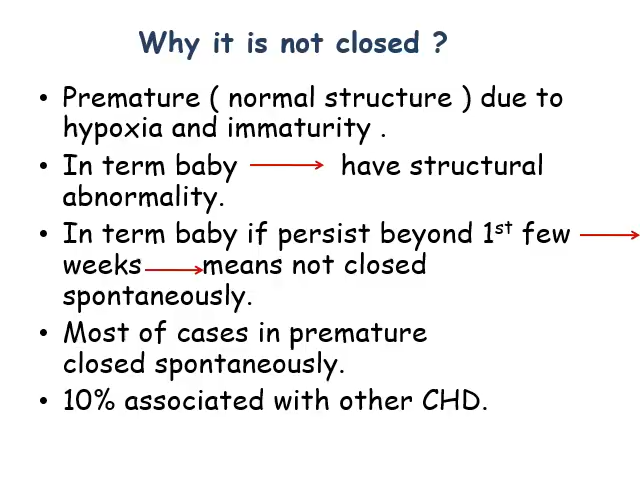 Why it is not closed ?
• Premature ( normal structure ) due to
hypoxia and immaturity .
• In term baby → have structural
abnormality.
• In term baby if persist beyond 1st few →
weeks → means not closed
spontaneously.
• Most of cases in premature
closed spontaneously.
• 10% associated with other CHD.